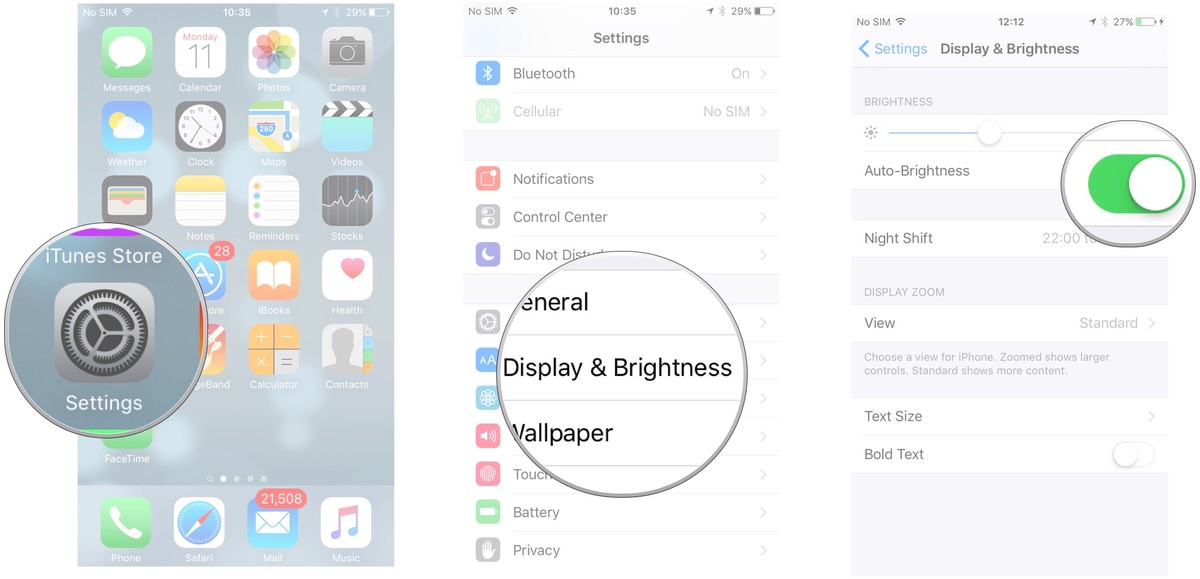 No SIM 10:35 29%
Monday
11
Messages Calendar Photos Camera
280
Weather Clock Maps Videos
Notes Reminders Stocks
iTunes Store
28
ore iBooks Health
Settings
geBand Calculator Contacts
FaceTime
21,508
Phone Safari Mail Music
No SIM 10:35 29%
Settings
Bluetooth On
Cellular No SIM
Notifications
Control Center
Do Not Distu
eneral
AA Display & Brightness
Wallpaper
Touc
Battery
Privacy
No SIM 12:12 27%
Settings Display & Brightness
BRIGHTNESS
Auto-Brightness
Night Shift 22:00 to
DISPLAY ZOOM
View Standard
Choose a view for iPhone. Zoomed shows larger
controls. Standard shows more content.
Text Size
Bold Text